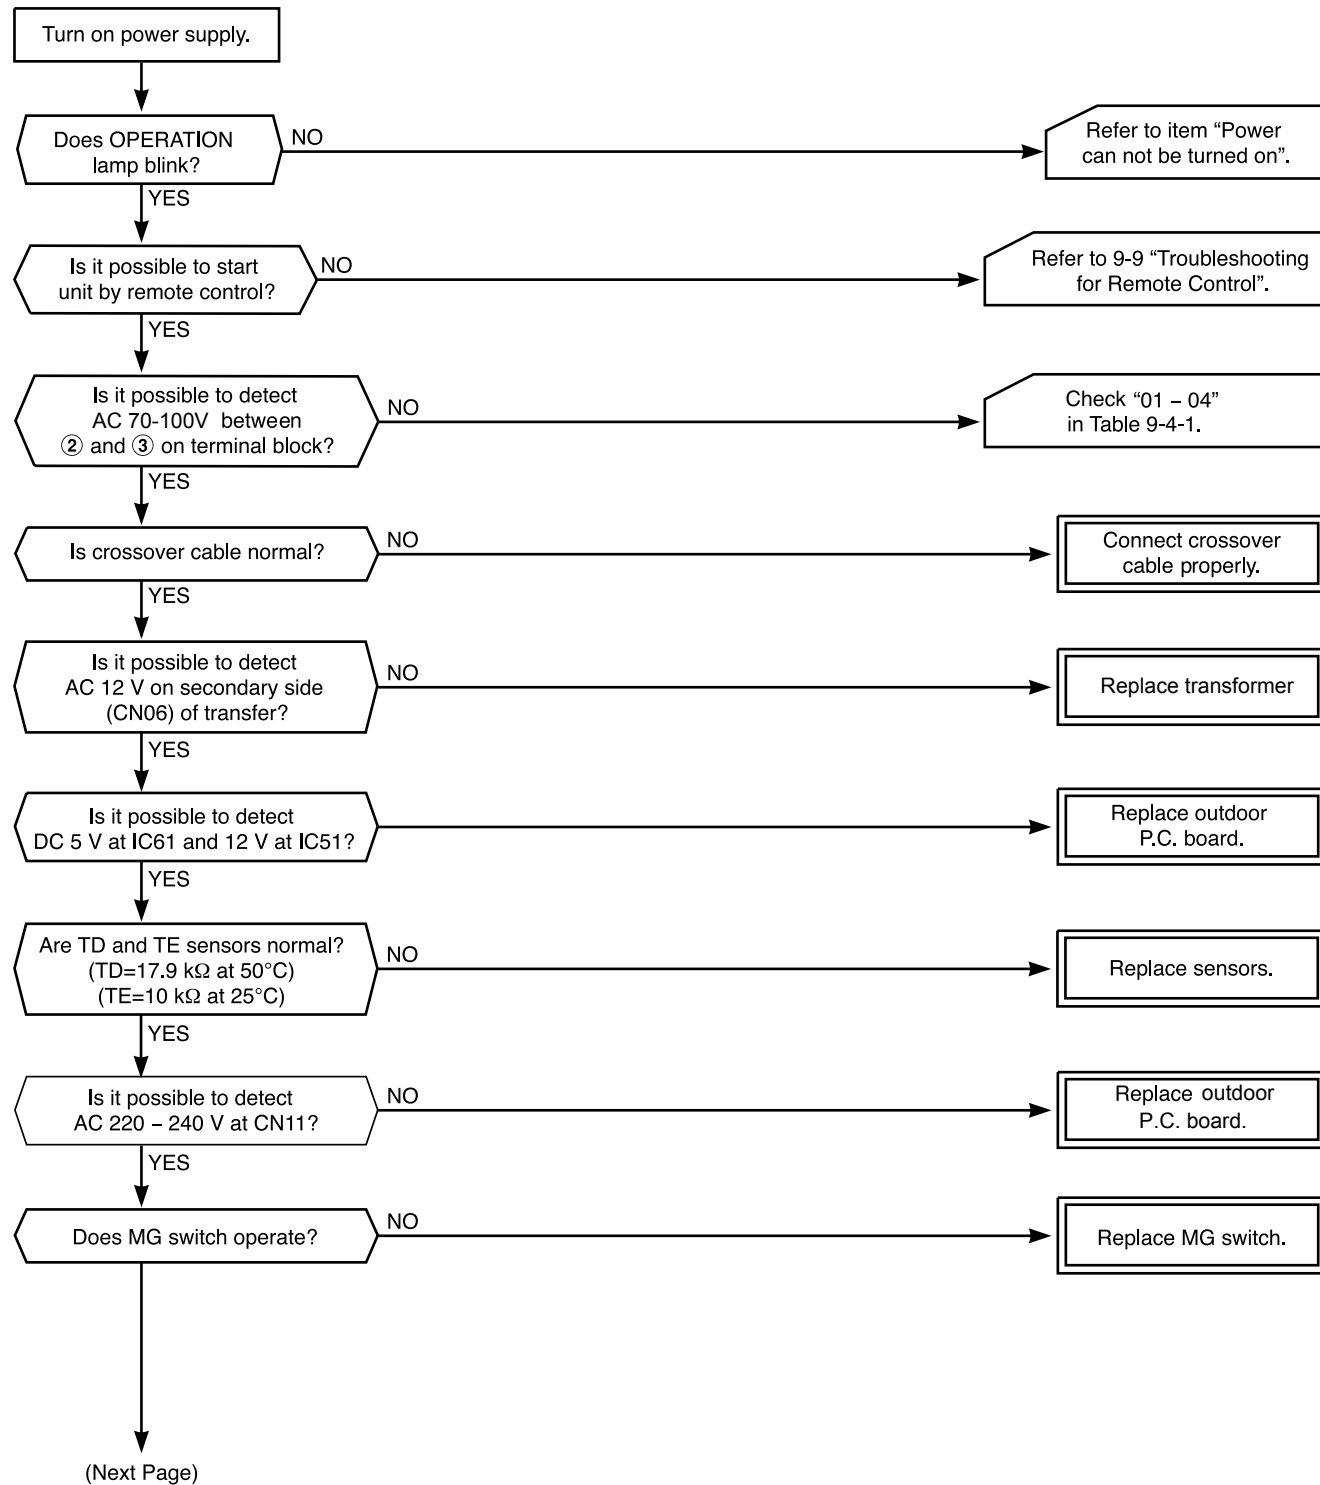 Turn on power supply.
Does OPERATION
lamp blink?
NO
Refer to item “Power
can not be turned on”.
YES
Is it possible to start
unit by remote control?
NO
Refer to 9-9 “Troubleshooting
for Remote Control”.
YES
Is it possible to detect
AC 70-100V between
② and ③ on terminal block?
NO
Check “01 – 04”
in Table 9-4-1.
YES
Is crossover cable normal?
NO
Connect crossover
cable properly.
YES
Is it possible to detect
AC 12 V on secondary side
(CN06) of transfer?
NO
Replace transformer
YES
Is it possible to detect
DC 5 V at IC61 and 12 V at IC51?
Replace outdoor
P.C. board.
YES
Are TD and TE sensors normal?
(TD=17.9 kΩ at 50°C)
(TE=10 kΩ at 25°C)
NO
Replace sensors.
YES
Is it possible to detect
AC 220 – 240 V at CN11?
NO
Replace outdoor
P.C. board.
YES
Does MG switch operate?
NO
Replace MG switch.
(Next Page)